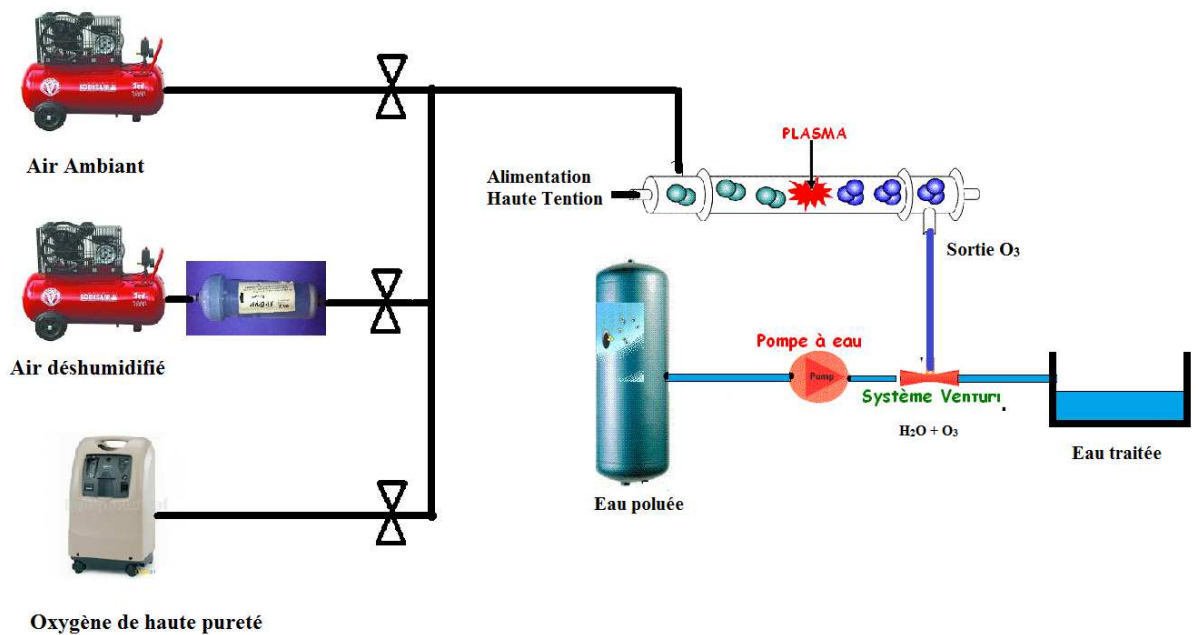 Air Ambiant
PLASMA
Alimentation
Haute Tention
Sortie O₃
Air déshumidifié
Pompe à eau
Pump
Système Venturi
H₂O + O₃
Eau traitée
Eau poluée
Oxygène de haute pureté